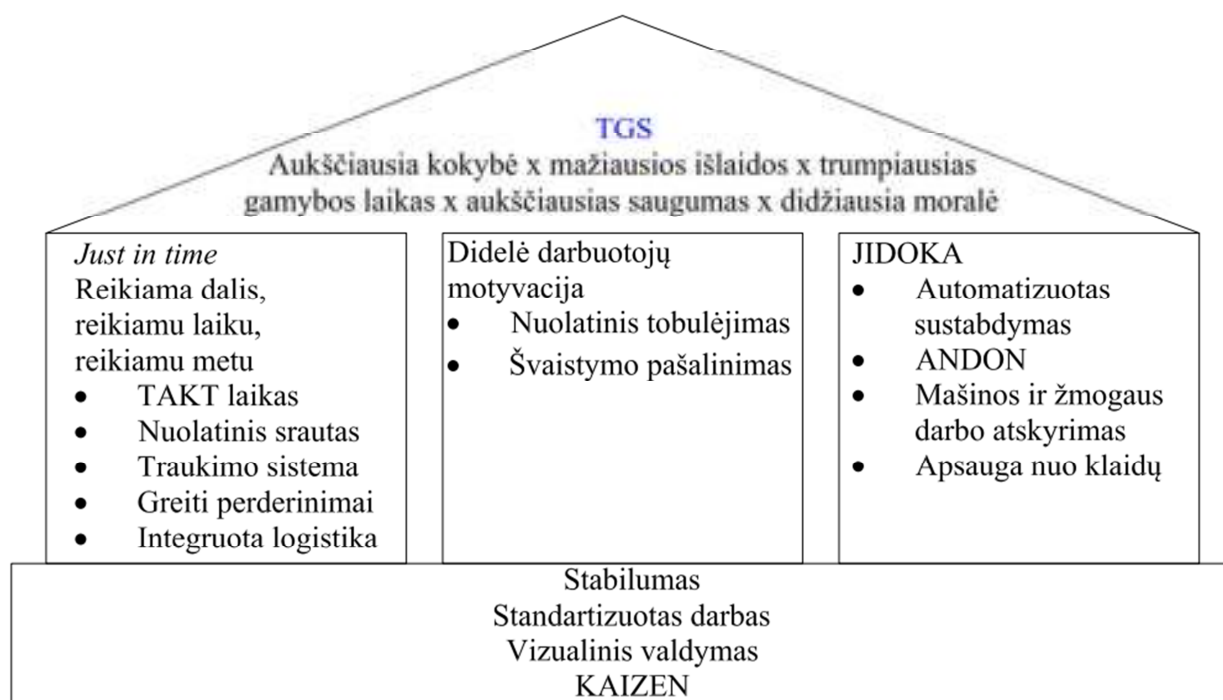 TGS
Aukščiausia kokybė x mažiausios išlaidos x trumpiausias
gamybos laikas x aukščiausias saugumas x didžiausia moralė
Just in time
Reikiama dalis,
reikiamu laiku,
reikiamu metu
• TAKT laikas
• Nuolatinis srautas
• Traukimo sistema
• Greiti perderinimai
• Integruota logistika
Didelė darbuotojų
motyvacija
• Nuolatinis tobulėjimas
• Švaistymo pašalinimas
JIDOKA
• Automatizuotas
sustabdymas
• ANDON
• Mašinos ir žmogaus
darbo atskyrimas
• Apsauga nuo klaidų
Stabilumas
Standartizuotas darbas
Vizualinis valdymas
KAIZEN